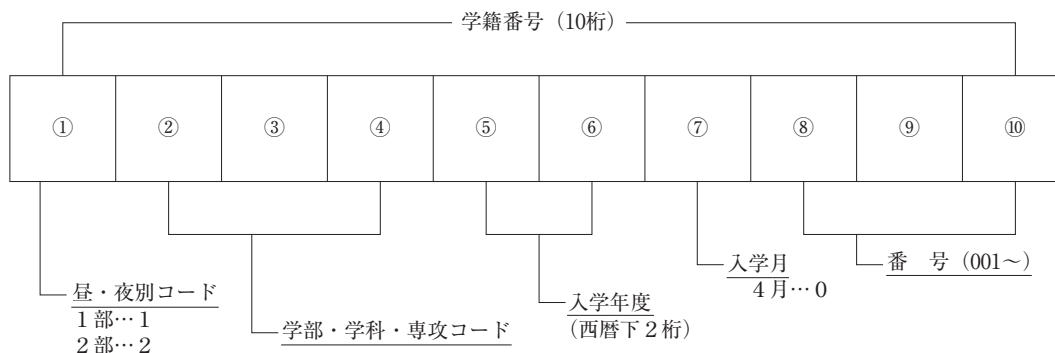 学籍番号（10桁）
① ② ③ ④ ⑤ ⑥ ⑦ ⑧ ⑨ ⑩
昼・夜別コード
１部…１
２部…２
学部・学科・専攻コード
入学年度
（西暦下２桁）
入学月
４月…０
番　号（001〜）